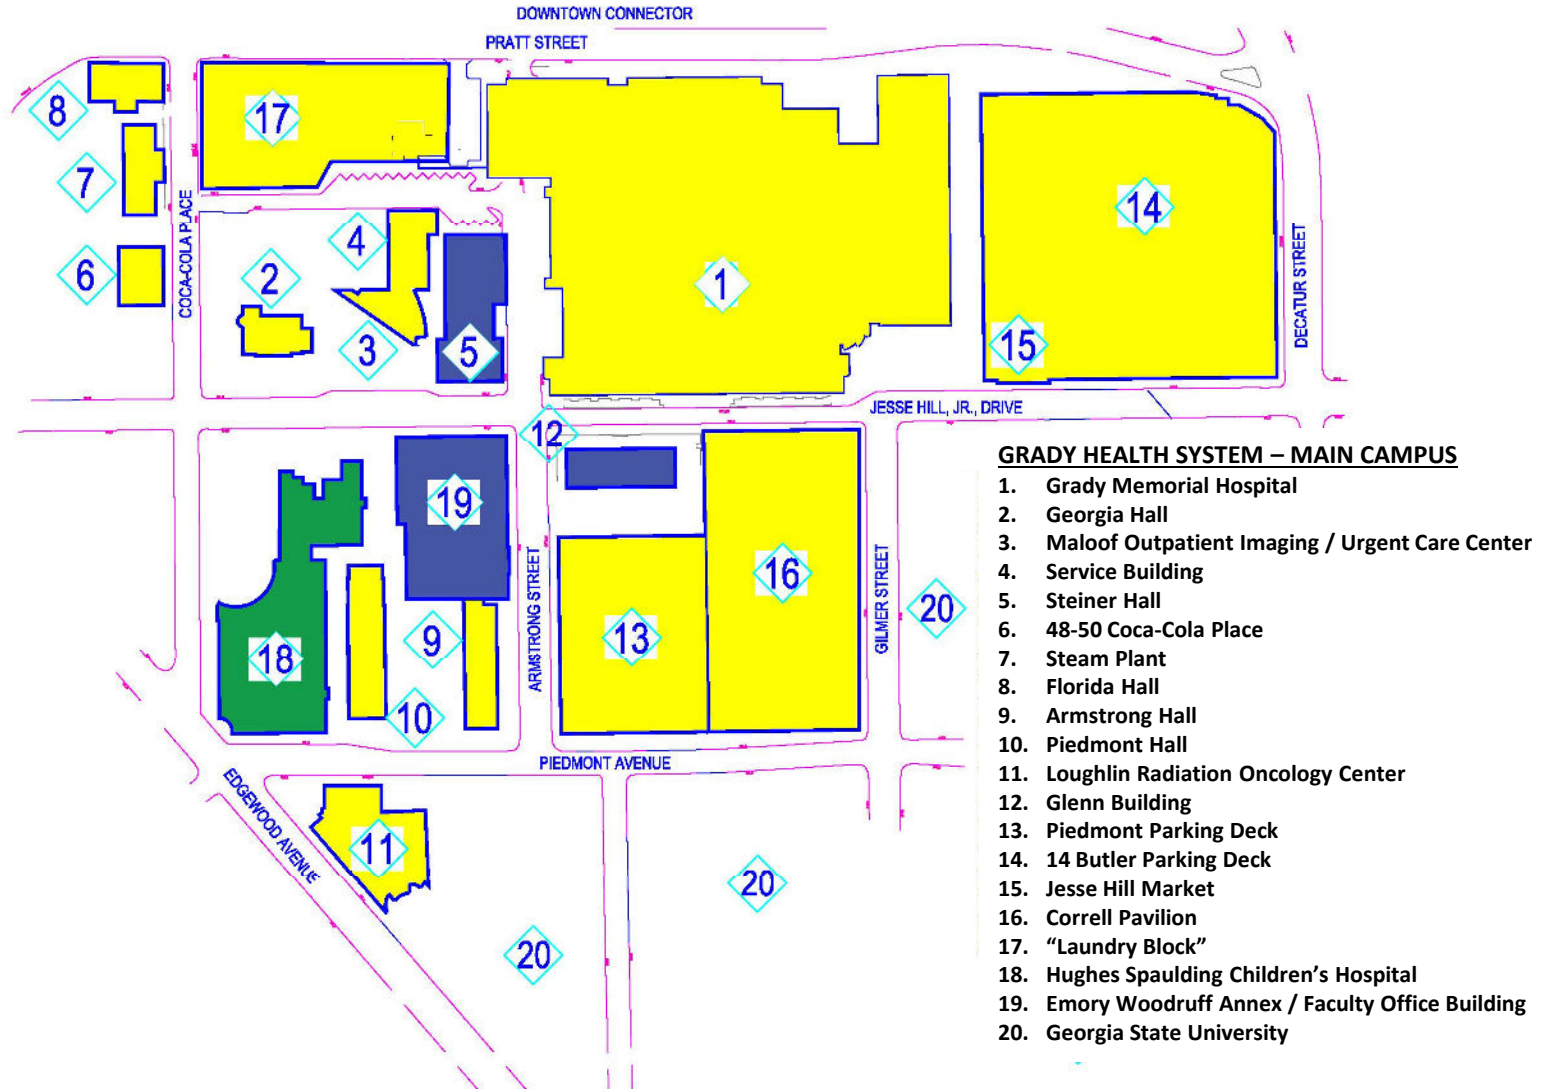 DOWNTOWN CONNECTOR
PRATT STREET
8
17
7
14
COCA-COLA PLACE
4
2
6
1
DECATUR STREET
3
5
15
JESSE HILL, JR., DRIVE
12
19
ARMSTRONG STREET
16
GILMER STREET
20
9
13
18
10
PIEDMONT AVENUE
EDGEWOOD AVENUE
11
20
20
GRADY HEALTH SYSTEM – MAIN CAMPUS
1. Grady Memorial Hospital
2. Georgia Hall
3. Maloof Outpatient Imaging / Urgent Care Center
4. Service Building
5. Steiner Hall
6. 48-50 Coca-Cola Place
7. Steam Plant
8. Florida Hall
9. Armstrong Hall
10. Piedmont Hall
11. Loughlin Radiation Oncology Center
12. Glenn Building
13. Piedmont Parking Deck
14. 14 Butler Parking Deck
15. Jesse Hill Market
16. Correll Pavilion
17. “Laundry Block”
18. Hughes Spaulding Children’s Hospital
19. Emory Woodruff Annex / Faculty Office Building
20. Georgia State University